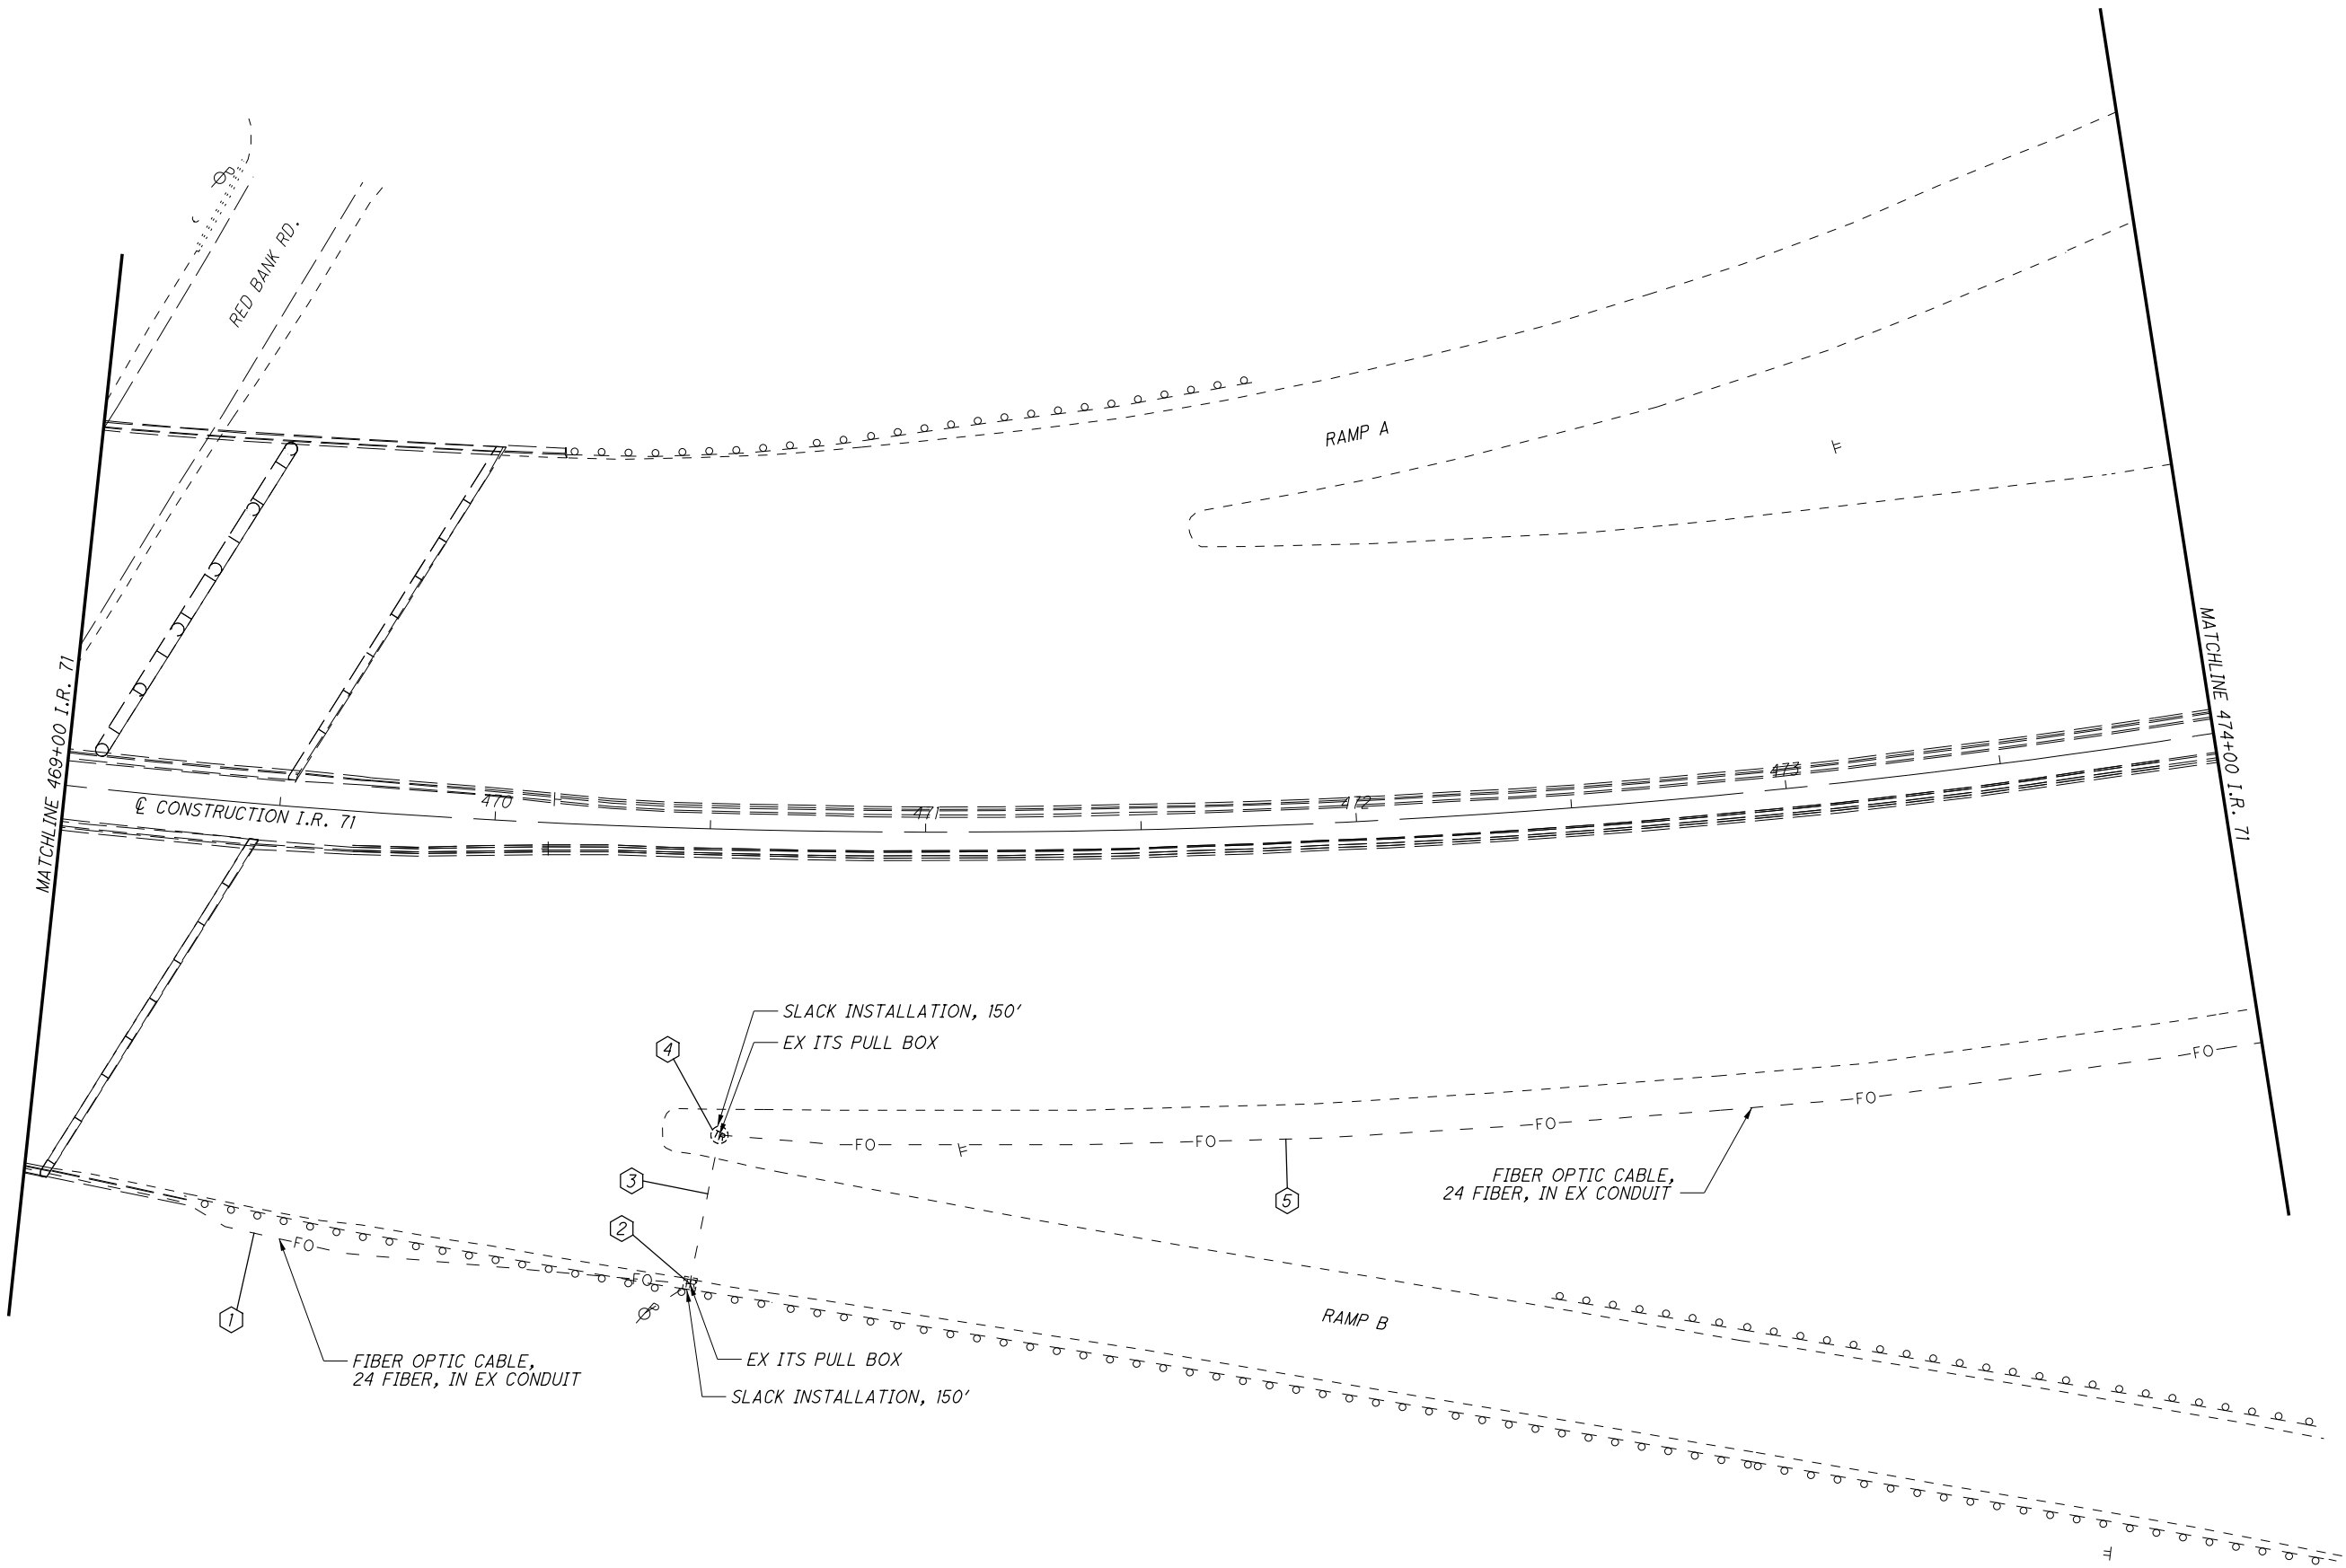 RED BANK RD.
RAMP A
MATCHLINE 469+00 I.R. 71
MATCHLINE 474+00 I.R. 71
℄ CONSTRUCTION I.R. 71
470
471
472
473
SLACK INSTALLATION, 150'
EX ITS PULL BOX
4
FO
FO
FO
FO
FO
3
2
5
FIBER OPTIC CABLE,
24 FIBER, IN EX CONDUIT
FO
FO
1
RAMP B
FIBER OPTIC CABLE,
24 FIBER, IN EX CONDUIT
EX ITS PULL BOX
SLACK INSTALLATION, 150'